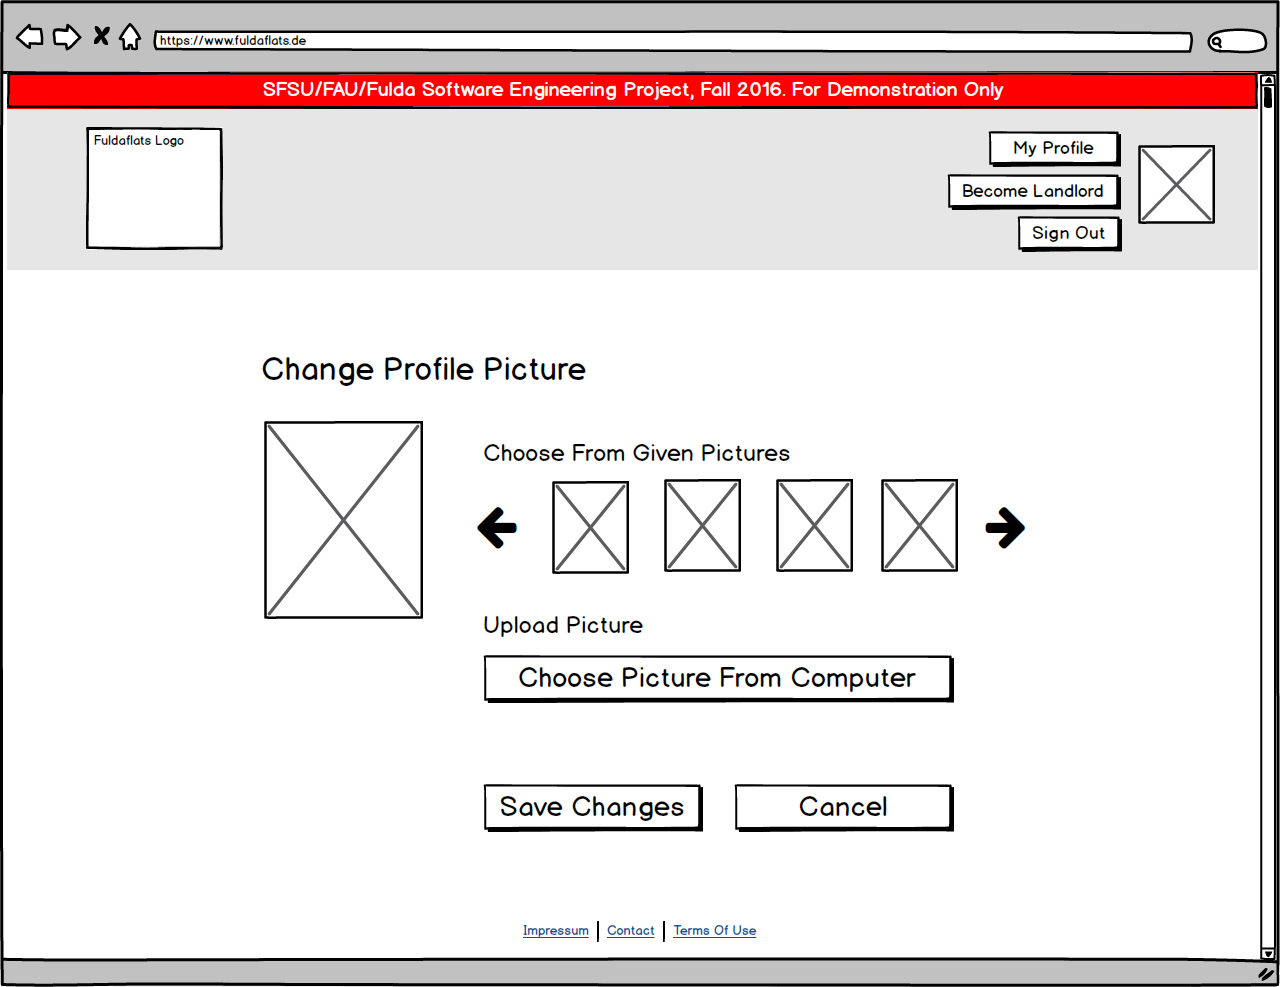 https://www.fuldaflats.de
SFSU/FAU/Fulda Software Engineering Project, Fall 2016. For Demonstration Only
Fuldaflats Logo
My Profile
Become Landlord
Sign Out
Change Profile Picture
Choose From Given Pictures
Upload Picture
Choose Picture From Computer
Save Changes
Cancel
Impressum
Contact
Terms Of Use